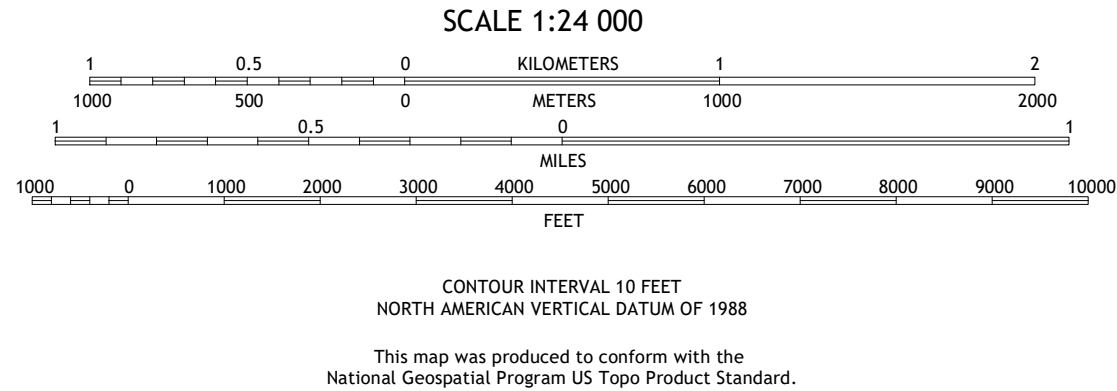 SCALE 1:24 000
1 0.5 0 KILOMETERS 1 2
1000 500 0 METERS 1000 2000
1 0.5 0 1
MILES
1000 0 1000 2000 3000 4000 5000 6000 7000 8000 9000 10000
FEET
CONTOUR INTERVAL 10 FEET
NORTH AMERICAN VERTICAL DATUM OF 1988
This map was produced to conform with the
National Geospatial Program US Topo Product Standard.